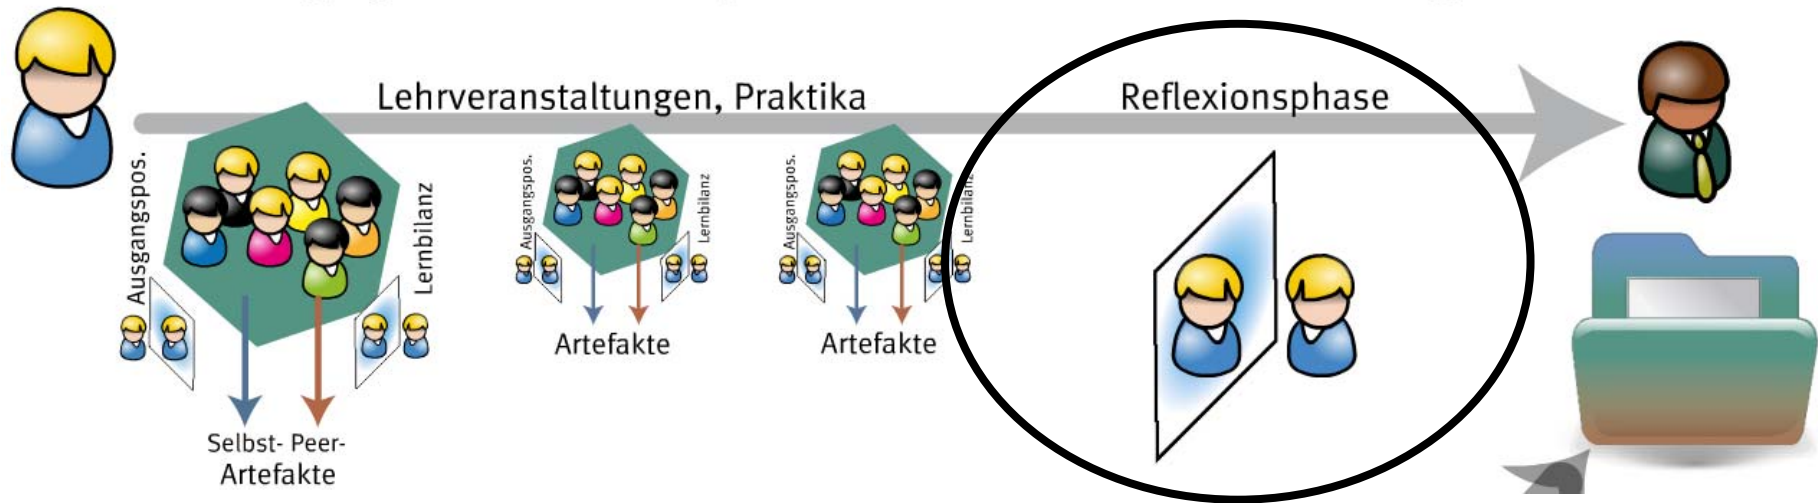 Lehrveranstaltungen, Praktika
Reflexionsphase
Ausgangspos.
Lernbilanz
Ausgangspos.
Lernbilanz
Ausgangspos.
Lernbilanz
Selbst- Peer-
Artefakte
Artefakte
Artefakte